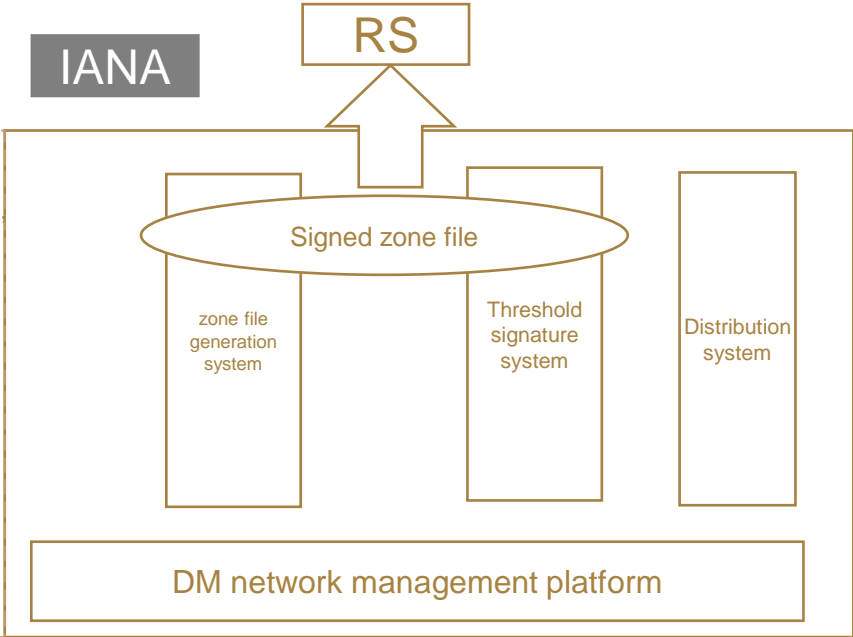 RS
IANA
Signed zone file
zone file
generation
system
Threshold
signature
system
Distribution
system
DM network management platform